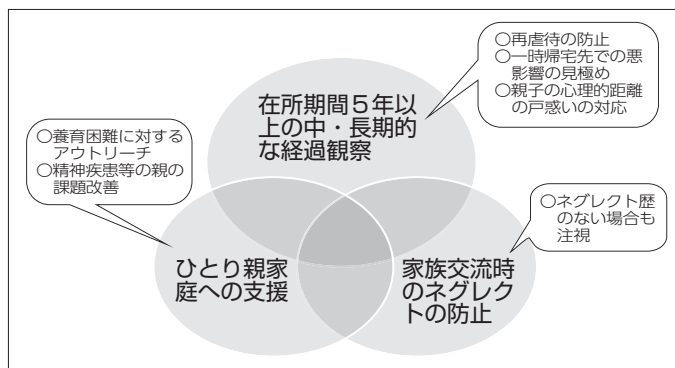 ○再虐待の防止
○一時帰宅先での悪
影響の見極め
○親子の心理的距離
の戸惑いの対応
在所期間5年以
上の中・長期的
な経過観察
○養育困難に対する
アウトリーチ
○精神疾患等の親の
課題改善
○ネグレクト歴
のない場合も
注視
ひとり親家
庭への支援
家族交流時
のネグレク
トの防止